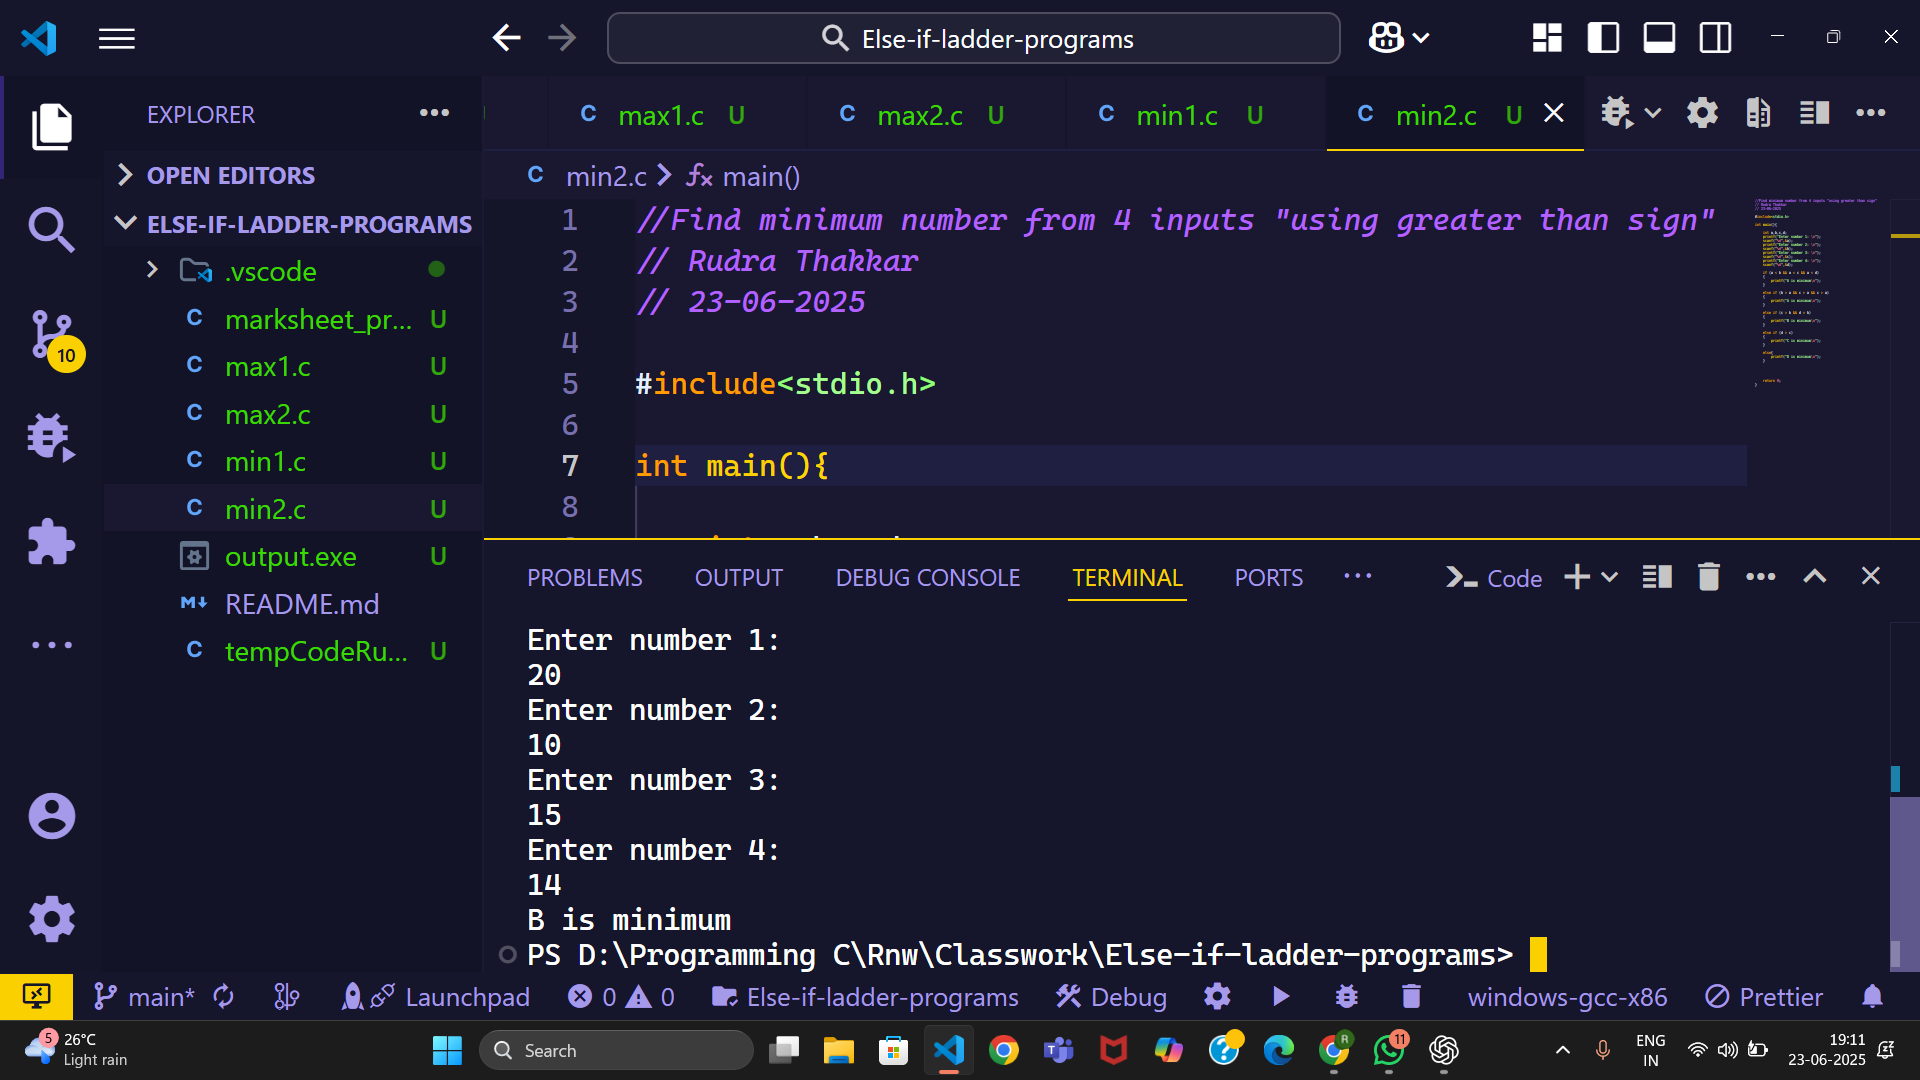 Else-if-ladder-programs
EXPLORER
OPEN EDITORS
ELSE-IF-LADDER-PROGRAMS
.vscode
C marksheet_pr... U
C max1.c U
C max2.c U
C min1.c U
C min2.c U
output.exe U
README.md
C tempCodeRu... U
10
C max1.c U
C max2.c U
C min1.c U
C min2.c U
C min2.c > main()
1 //Find minimum number from 4 inputs "using greater than sign"
2 // Rudra Thakkar
3 // 23-06-2025
4
5 #include<stdio.h>
6
7 int main(){
8
PROBLEMS OUTPUT DEBUG CONSOLE TERMINAL PORTS
Code
Enter number 1:
20
Enter number 2:
10
Enter number 3:
15
Enter number 4:
14
B is minimum
PS D:\Programming C\Rnw\Classwork\Else-if-ladder-programs>
main* Launchpad 0 0 Else-if-ladder-programs Debug windows-gcc-x86 Prettier
5 26°C
Light rain
Search
R
11
ENG
IN
19:11
23-06-2025